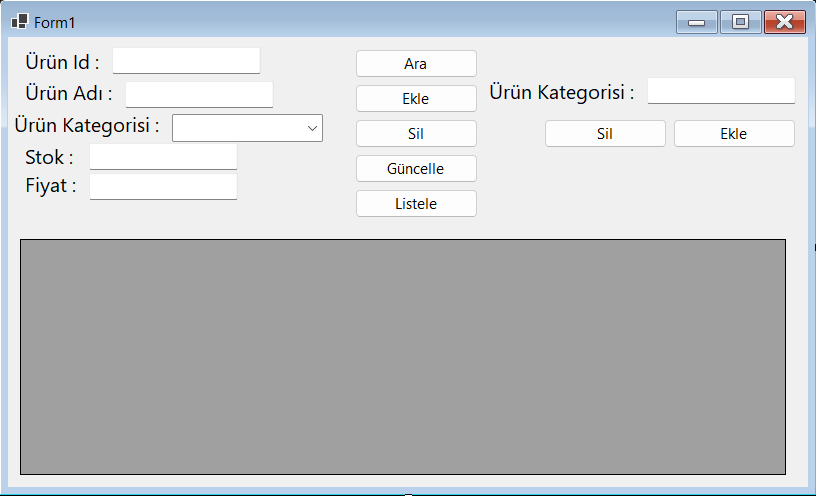 Form1
Ürün Id :
Ürün Adı :
Ürün Kategorisi :
Stok :
Fiyat :
Ara
Ekle
Sil
Güncelle
Listele
Ürün Kategorisi :
Sil
Ekle